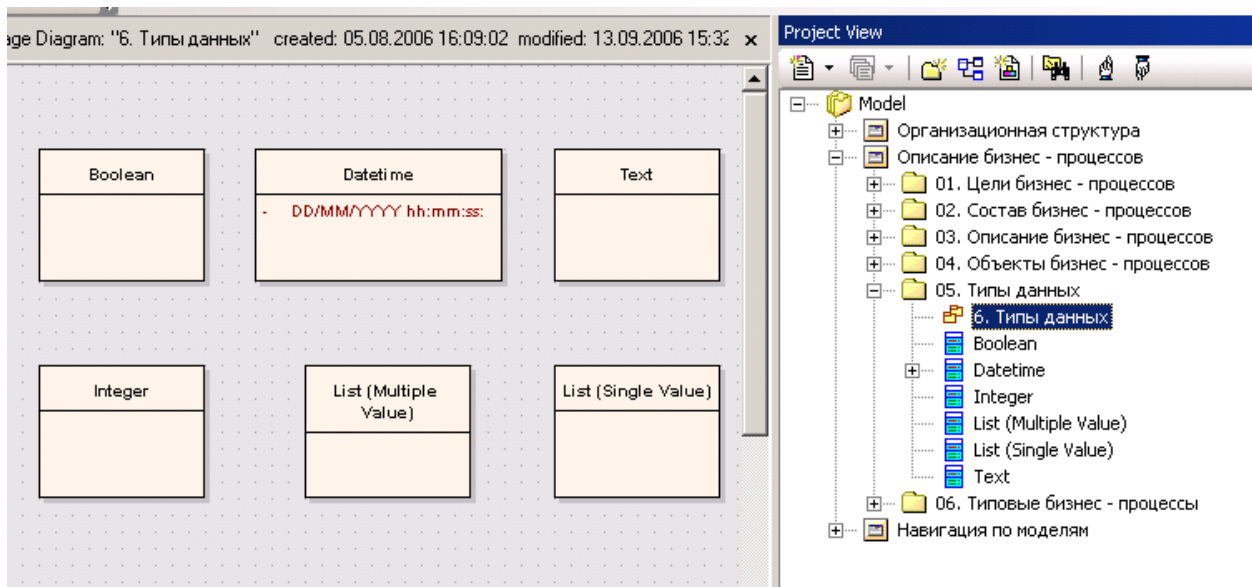 age Diagram: "6. Типы данных" created: 05.08.2006 16:09:02 modified: 13.09.2006 15:32
Boolean
Datetime
- DD/MM/YYYY hh:mm:ss:
Text
Integer
List (Multiple
Value)
List (Single Value)
Project View
Model
Организационная структура
Описание бизнес - процессов
01. Цели бизнес - процессов
02. Состав бизнес - процессов
03. Описание бизнес - процессов
04. Объекты бизнес - процессов
05. Типы данных
6. Типы данных
Boolean
Datetime
Integer
List (Multiple Value)
List (Single Value)
Text
06. Типовые бизнес - процессы
Навигация по моделям